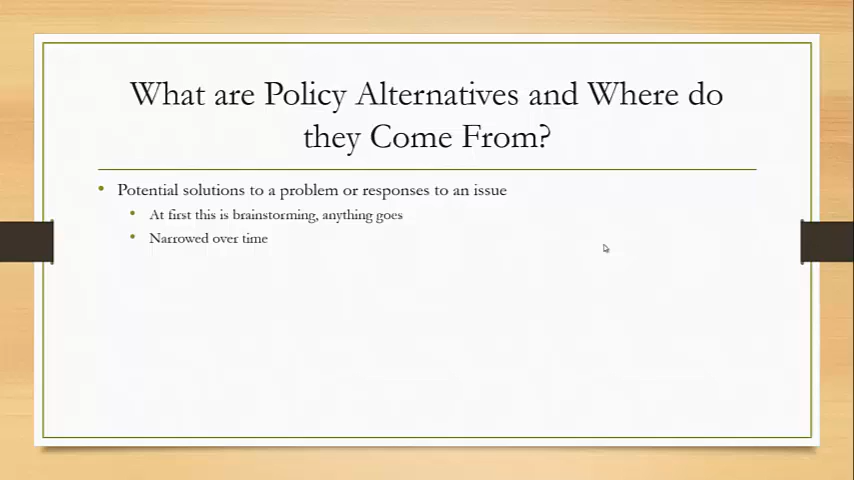 What are Policy Alternatives and Where do
they Come From?
Potential solutions to a problem or responses to an issue
At first this is brainstorming, anything goes
Narrowed over time